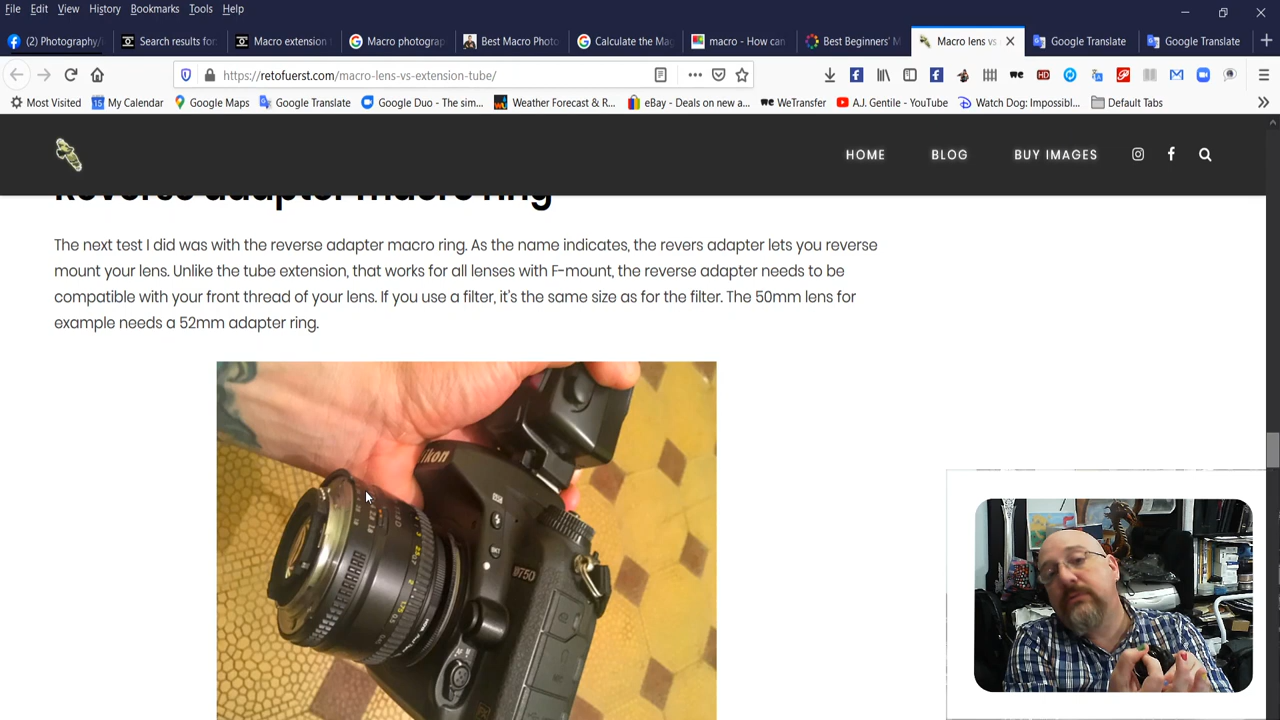 File Edit View History Bookmarks Tools Help
(2) Photography/ Search results for: Macro extension Macro photograp Best Macro Photo Calculate the Mag macro - How can Best Beginners' M Macro lens vs Google Translate Google Translate
https://retofuerst.com/macro-lens-vs-extension-tube/
Most Visited My Calendar Google Maps Google Translate Google Duo - The sim... Weather Forecast & R... eBay - Deals on new a... WeTransfer A.J. Gentile - YouTube Watch Dog: Impossibl... Default Tabs
HOME BLOG BUY IMAGES
Reverse adapter macro ring
The next test I did was with the reverse adapter macro ring. As the name indicates, the revers adapter lets you reverse
mount your lens. Unlike the tube extension, that works for all lenses with F-mount, the reverse adapter needs to be
compatible with your front thread of your lens. If you use a filter, it's the same size as for the filter. The 50mm lens for
example needs a 52mm adapter ring.
ikon
D750